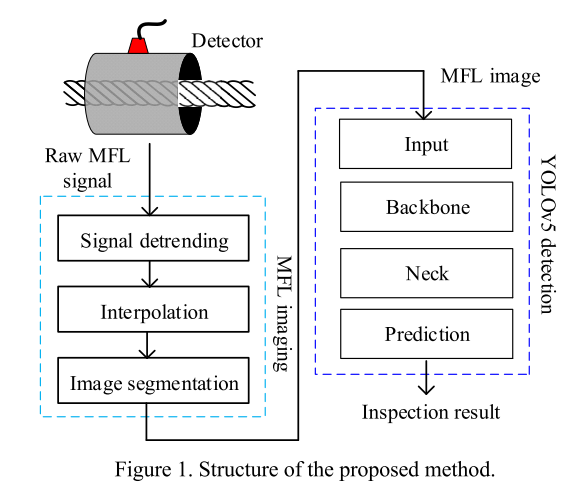 Detector
Raw MFL
signal
Signal detrending
Interpolation
Image segmentation
MFL imaging
MFL image
Input
Backbone
Neck
Prediction
YOLOv5 detection
Inspection result
Figure 1. Structure of the proposed method.